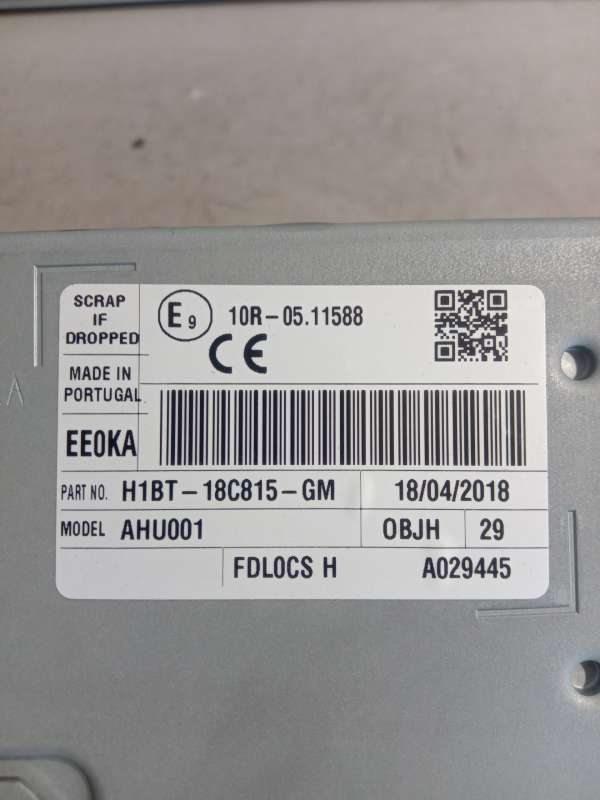 SCRAP
IF
DROPPED
E9 10R-05.11588
CE
MADE IN
PORTUGAL
EE0KA
PART NO. H1BT-18C815-GM 18/04/2018
MODEL AHU001 OBJH 29
FDL0CS H A029445
A